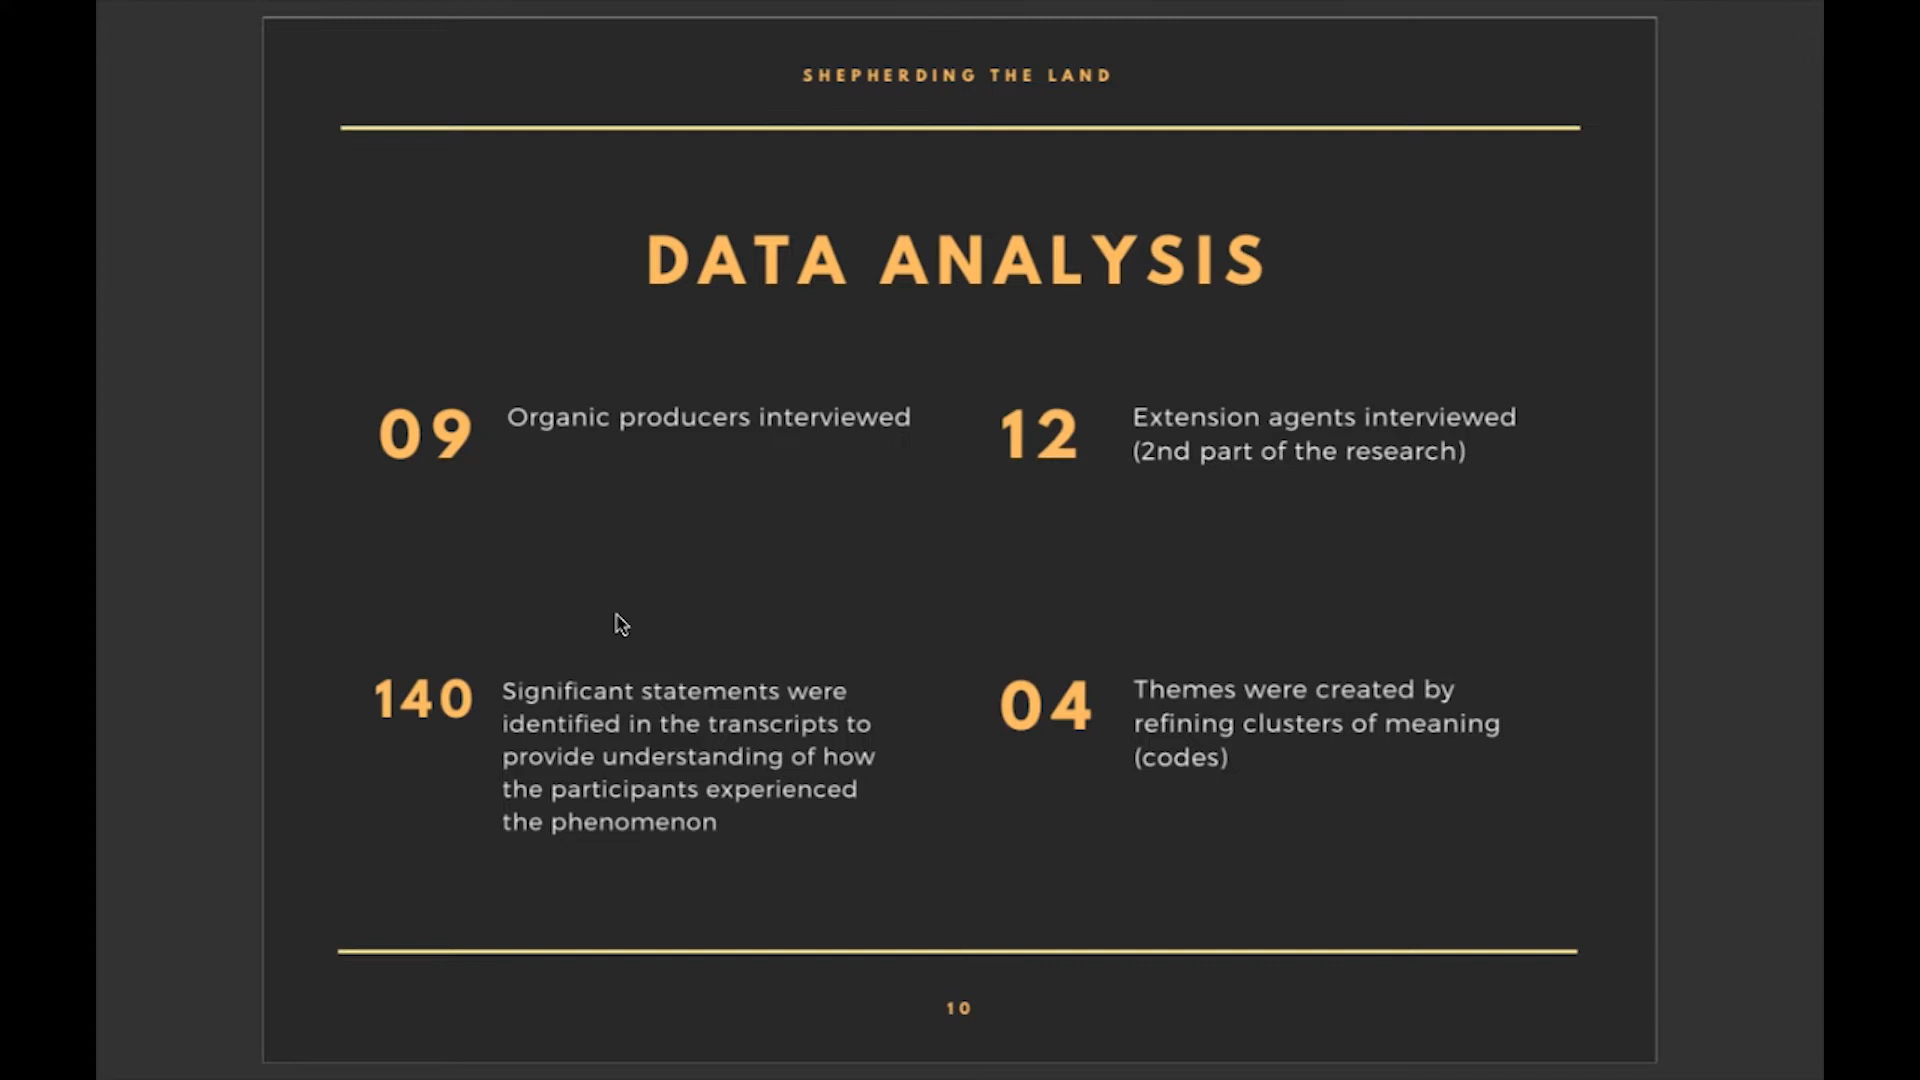 SHEPHERDING THE LAND
DATA ANALYSIS
09
Organic producers interviewed
12
Extension agents interviewed
(2nd part of the research)
140
Significant statements were
identified in the transcripts to
provide understanding of how
the participants experienced
the phenomenon
04
Themes were created by
refining clusters of meaning
(codes)
10